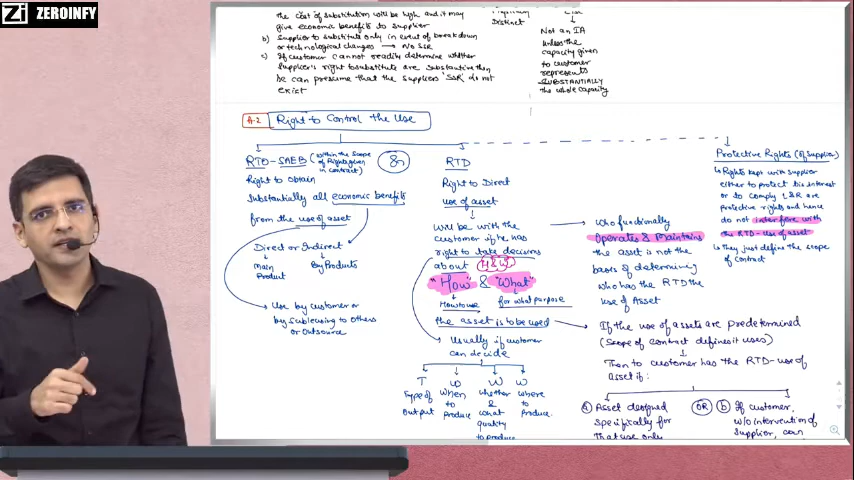 Zi ZEROINFY
the cost of substitution will be high and it may
give economic benefits to supplier
b) Supplier to substitute only in event of breakdown
or technological changes → No SSR
c) If customer cannot readily determine whether
Supplier's right to substitute are substantive then
he can presume that the suppliers 'SSR' do not
exist
Distinct
Not an IA
unless the
capacity given
to customer
represents
SUBSTANTIALLY
the whole capacity
A-2 Right to Control the Use
RTO-SAEB (within the Scope
of Rights given
in contract)
&
Right to Obtain
Substantially all economic benefits
from the use of asset
Direct or Indirect
Main
Product
By Products
Use by customer or
by subleasing to Others
or Outsource
RTD
Right to Direct
use of asset
Will be with the
customer if he has
right to take decisions
about H&W
"How" & "What"
How to use
for what purpose
the asset is to be used
Usually if customer
can decide
T W W W
Type of
Output
When
to
Produce
Whether
&
What
quality
to produce
Where
to
Produce.
Who functionally
Operates & Maintains
the asset is not the
basis of determining
who has the RTD the
use of Asset
If the use of assets are predetermined
(Scope of contract defines it uses)
Then to customer has the RTD-use of
asset if:
a) Asset designed
specifically for
that use only
OR
b) If customer,
w/o intervention of
Supplier, can
Protective Rights (of Supplier)
Rights kept with supplier
either to protect his interest
or to comply L&R are
protective rights and hence
do not interfere with
the RTD-Use of asset
They just define the scope
of contract